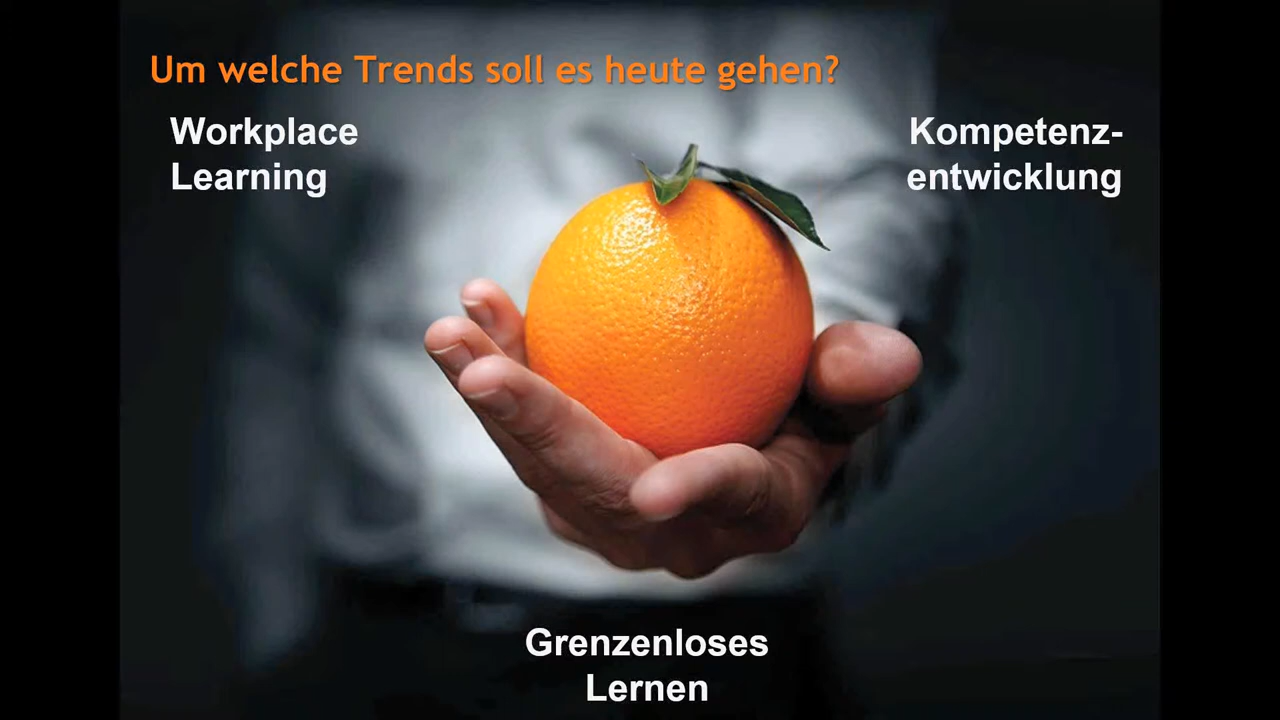 Um welche Trends soll es heute gehen?
Workplace
Learning
Kompetenz-
entwicklung
Grenzenloses
Lernen